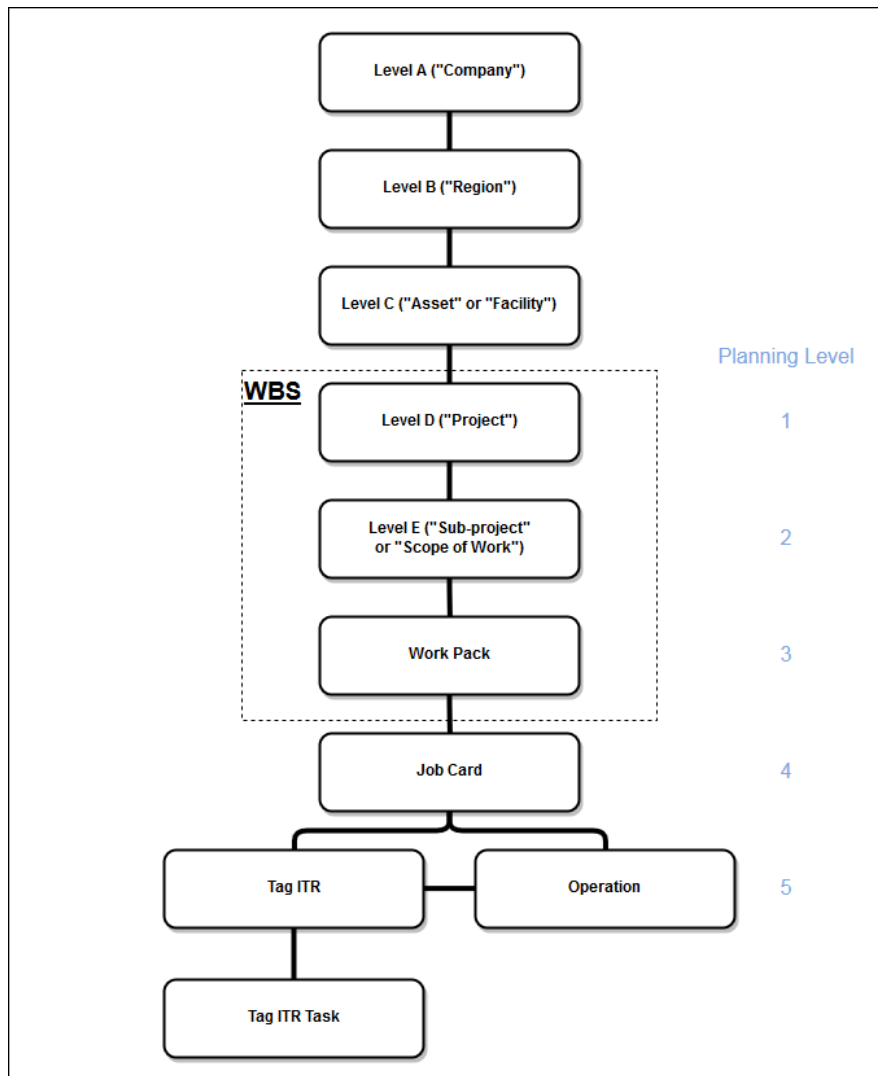 Level A ("Company")
Level B ("Region")
Level C ("Asset" or "Facility")
Planning Level
WBS
Level D ("Project")
1
Level E ("Sub-project"
or "Scope of Work")
2
Work Pack
3
Job Card
4
Tag ITR
Operation
5
Tag ITR Task